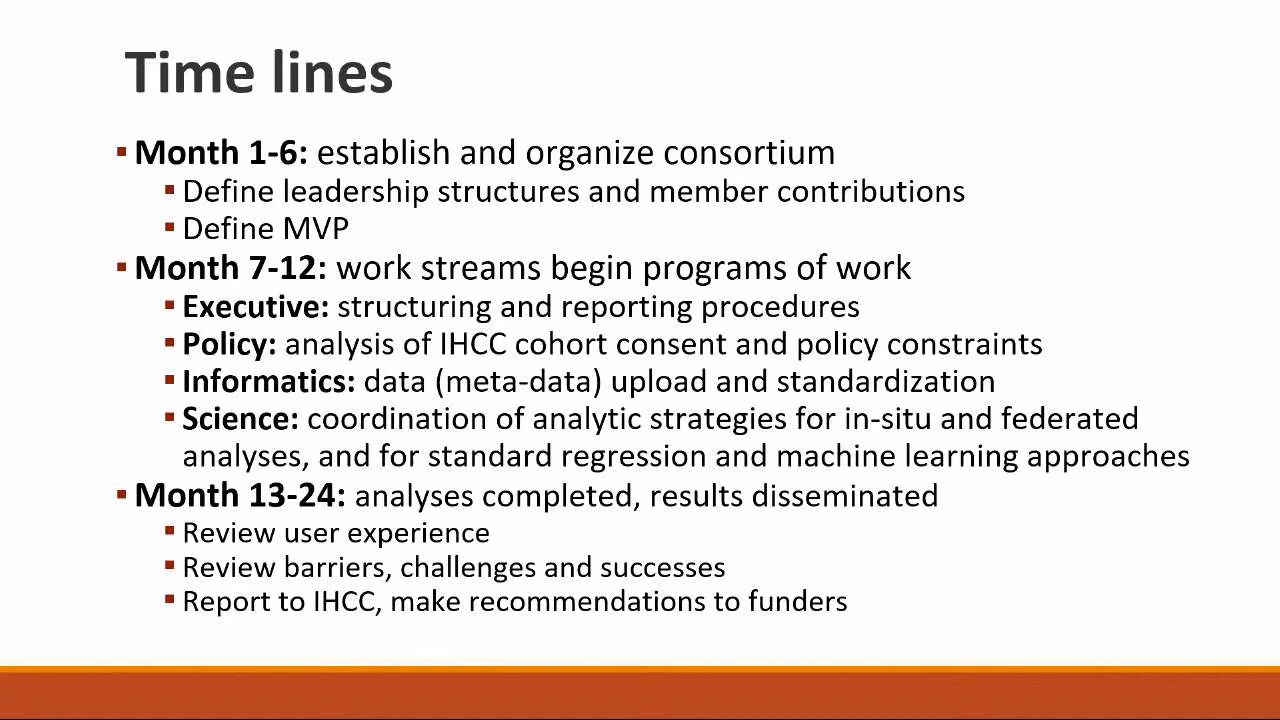 Time lines
▪ Month 1-6: establish and organize consortium
▪ Define leadership structures and member contributions
▪ Define MVP
▪ Month 7-12: work streams begin programs of work
▪ Executive: structuring and reporting procedures
▪ Policy: analysis of IHCC cohort consent and policy constraints
▪ Informatics: data (meta-data) upload and standardization
▪ Science: coordination of analytic strategies for in-situ and federated
analyses, and for standard regression and machine learning approaches
▪ Month 13-24: analyses completed, results disseminated
▪ Review user experience
▪ Review barriers, challenges and successes
▪ Report to IHCC, make recommendations to funders